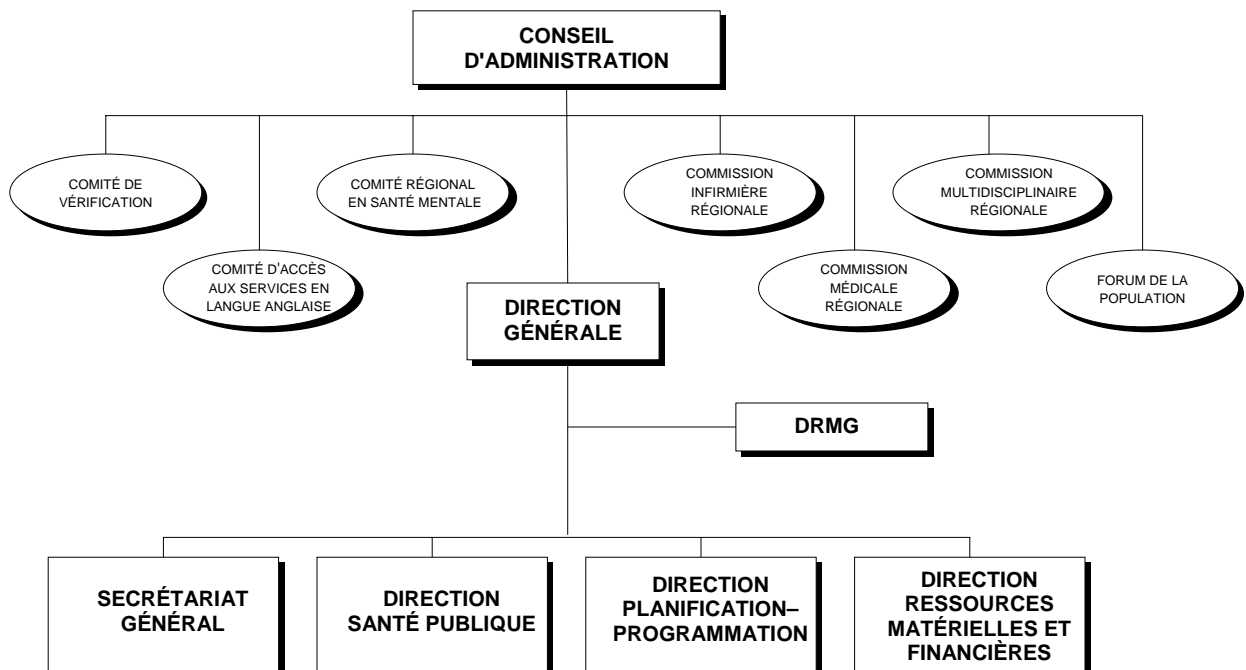 CONSEIL
D'ADMINISTRATION
COMITÉ DE
VÉRIFICATION
COMITÉ RÉGIONAL
EN SANTÉ MENTALE
COMMISSION
INFIRMIÈRE
RÉGIONALE
COMMISSION
MULTIDISCIPLINAIRE
RÉGIONALE
COMITÉ D'ACCÈS
AUX SERVICES EN
LANGUE ANGLAISE
DIRECTION
GÉNÉRALE
COMMISSION
MÉDICALE
RÉGIONALE
FORUM DE LA
POPULATION
DRMG
SECRÉTARIAT
GÉNÉRAL
DIRECTION
SANTÉ PUBLIQUE
DIRECTION
PLANIFICATION–
PROGRAMMATION
DIRECTION
RESSOURCES
MATÉRIELLES ET
FINANCIÈRES